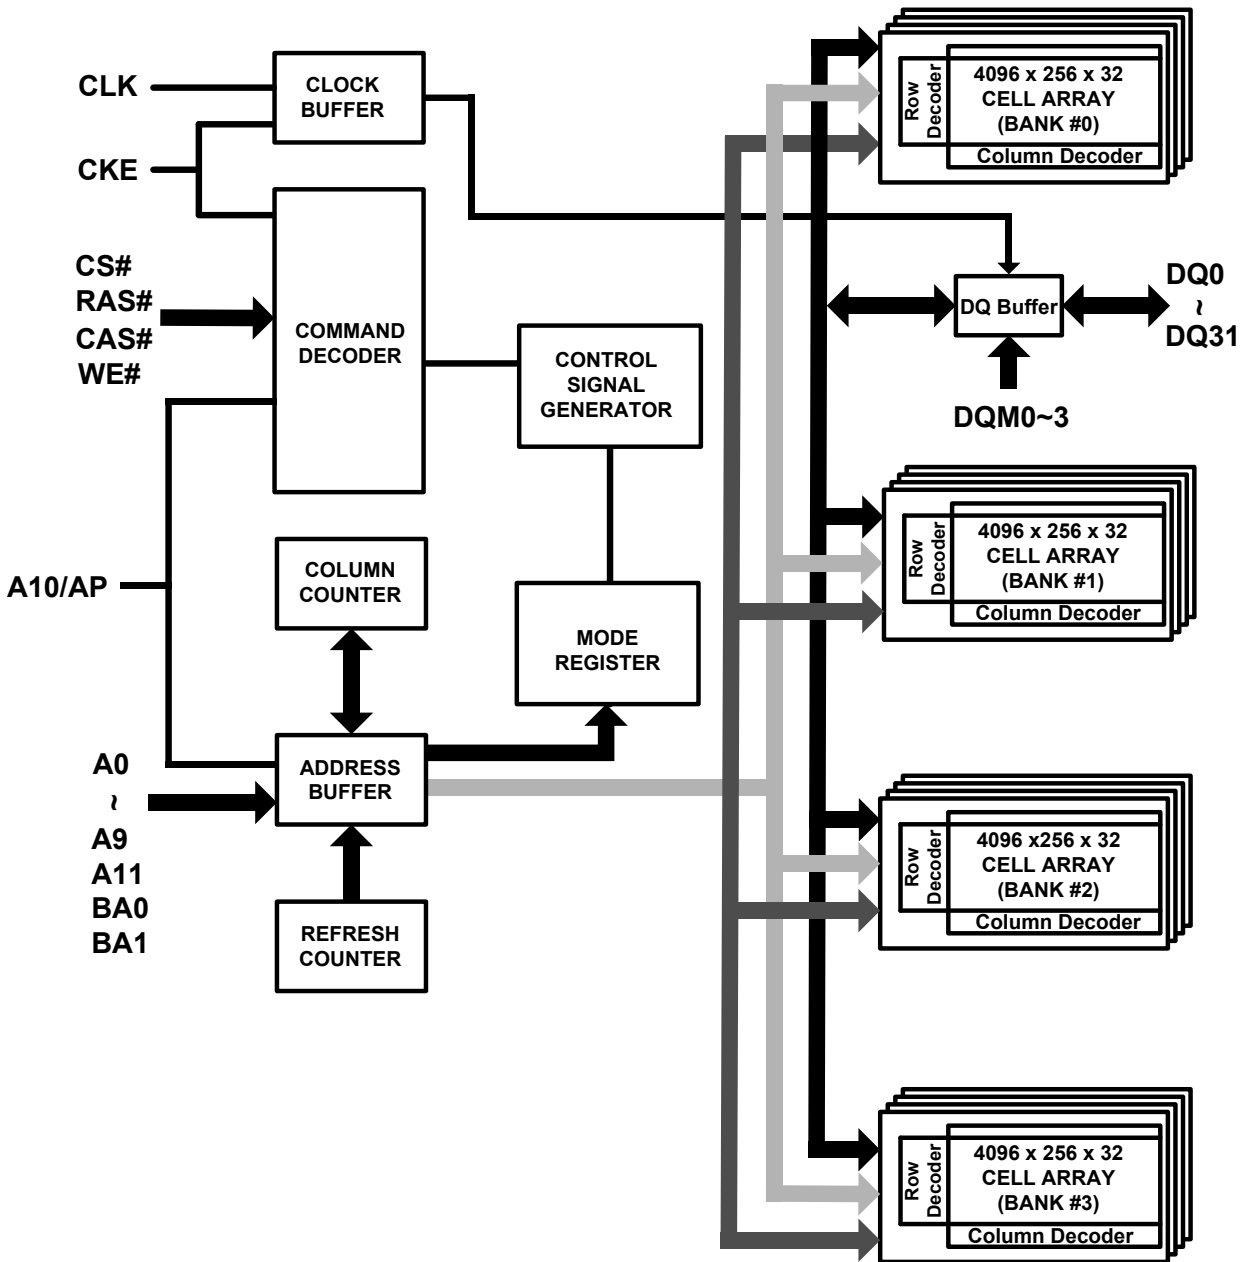 CLK
CKE
CLOCK
BUFFER
CS#
RAS#
CAS#
WE#
COMMAND
DECODER
CONTROL
SIGNAL
GENERATOR
A10/AP
COLUMN
COUNTER
MODE
REGISTER
A0
~
A9
A11
BA0
BA1
ADDRESS
BUFFER
REFRESH
COUNTER
Row
Decoder
4096 x 256 x 32
CELL ARRAY
(BANK #0)
Column Decoder
DQ Buffer
DQ0
~
DQ31
DQM0~3
Row
Decoder
4096 x 256 x 32
CELL ARRAY
(BANK #1)
Column Decoder
Row
Decoder
4096 x256 x 32
CELL ARRAY
(BANK #2)
Column Decoder
Row
Decoder
4096 x 256 x 32
CELL ARRAY
(BANK #3)
Column Decoder